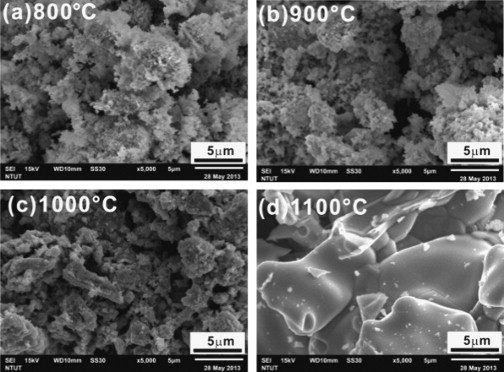 (a)800°C
5μm
SEI 15kV WD10mm SS30 x5,000 5μm
NTUT 28 May 2013
(b)900°C
5μm
SEI 15kV WD10mm SS30 x5,000 5μm
NTUT 28 May 2013
(c)1000°C
5μm
SEI 15kV WD10mm SS30 x5,000 5μm
NTUT 28 May 2013
(d)1100°C
5μm
SEI 15kV WD10mm SS30 x5,000 5μm
NTUT 28 May 2013